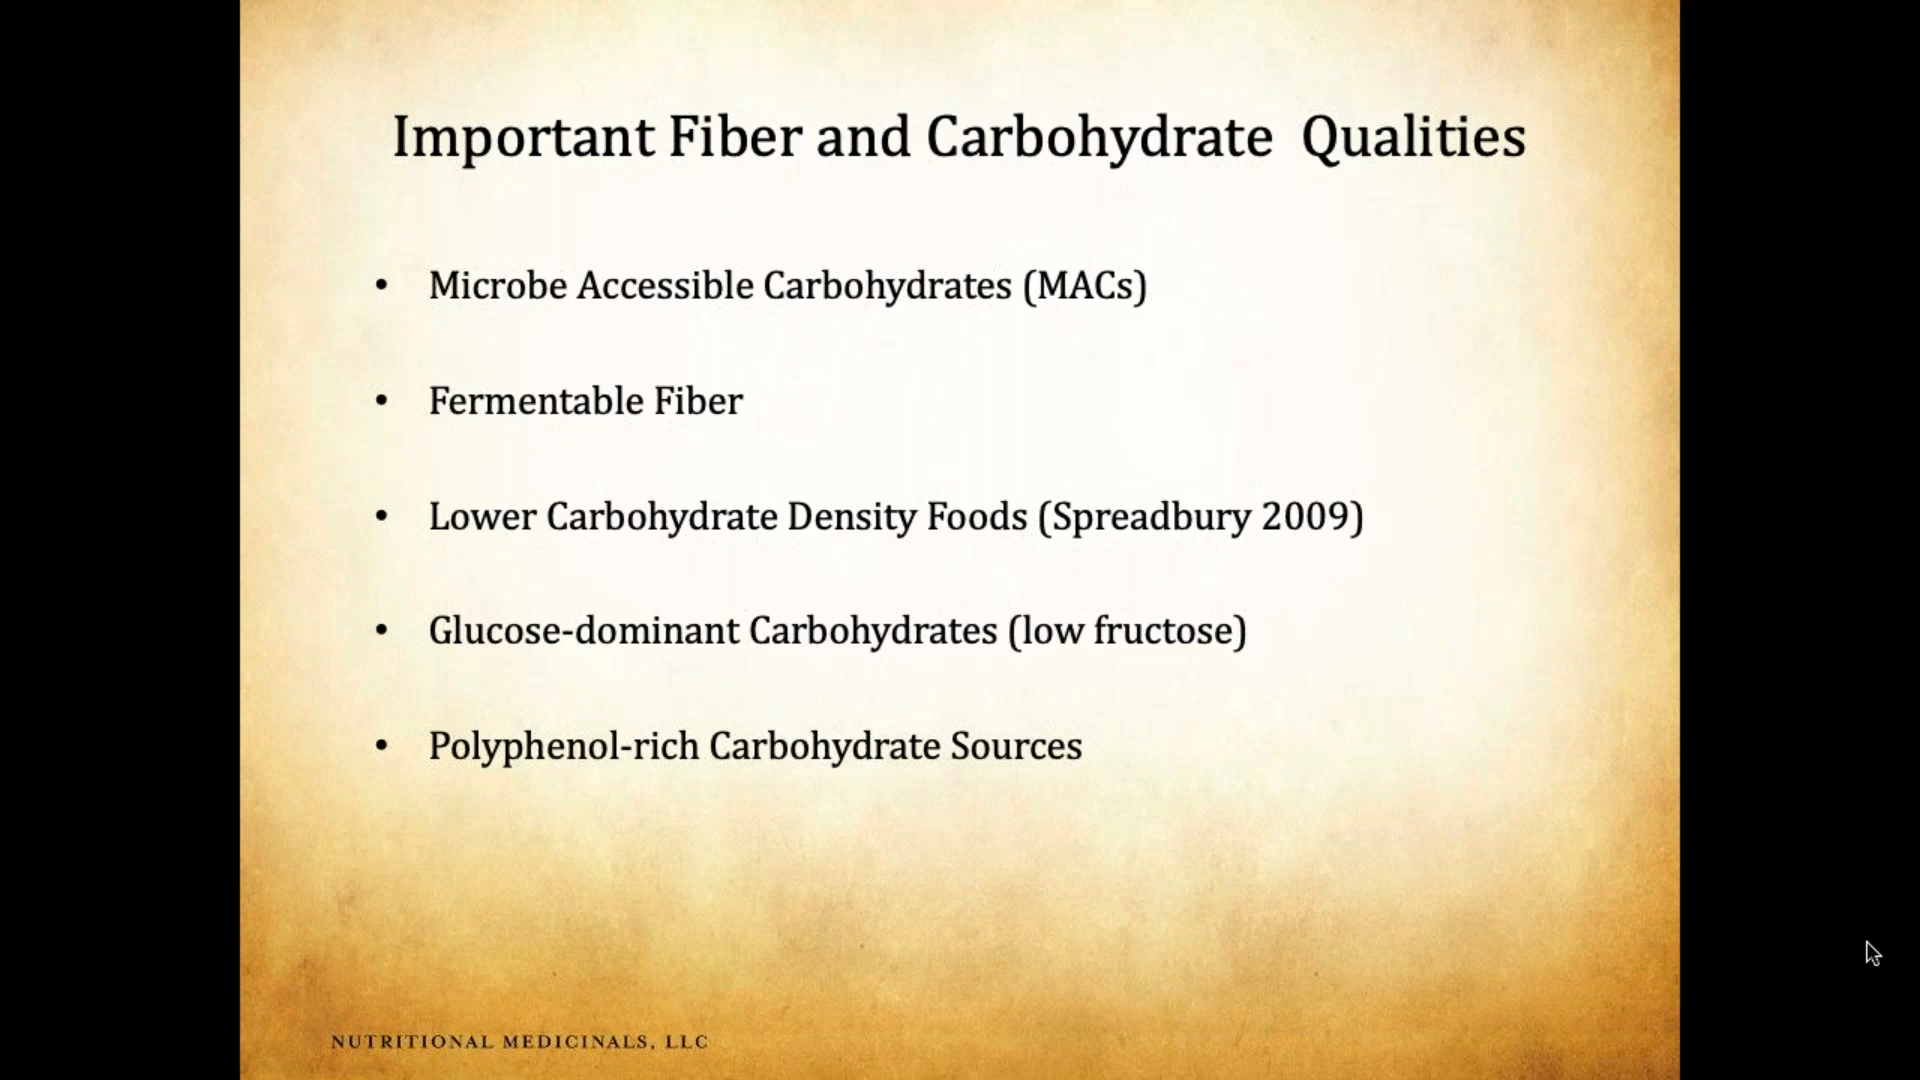 Important Fiber and Carbohydrate  Qualities
• Microbe Accessible Carbohydrates (MACs)
• Fermentable Fiber
• Lower Carbohydrate Density Foods (Spreadbury 2009)
• Glucose-dominant Carbohydrates (low fructose)
• Polyphenol-rich Carbohydrate Sources
NUTRITIONAL MEDICINALS, LLC